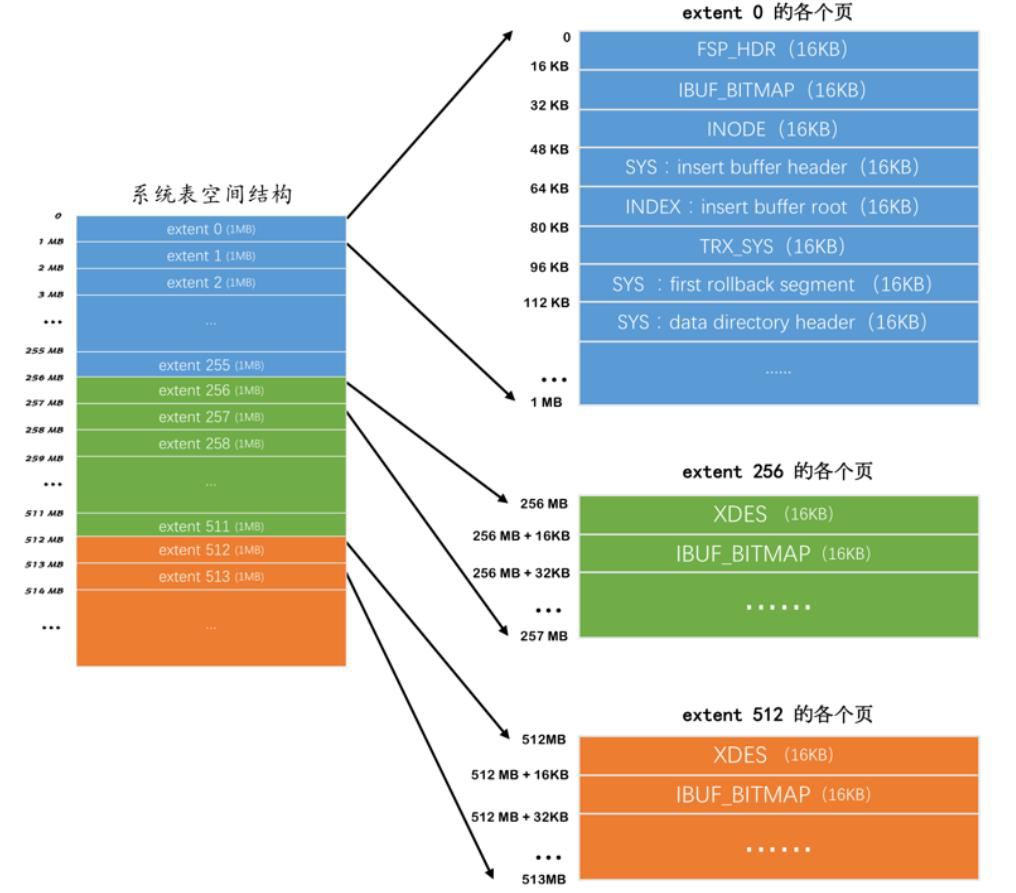 系统表空间结构
0
extent 0 (1MB)
1 MB
extent 1 (1MB)
2 MB
extent 2 (1MB)
3 MB
...
...
255 MB
extent 255 (1MB)
256 MB
extent 256 (1MB)
257 MB
extent 257 (1MB)
258 MB
extent 258 (1MB)
259 MB
...
...
511 MB
extent 511 (1MB)
512 MB
extent 512 (1MB)
513 MB
extent 513 (1MB)
514 MB
...
...
extent 0 的各个页
0
FSP_HDR（16KB）
16 KB
IBUF_BITMAP（16KB）
32 KB
INODE（16KB）
48 KB
SYS：insert buffer header（16KB）
64 KB
INDEX：insert buffer root（16KB）
80 KB
TRX_SYS（16KB）
96 KB
SYS ：first rollback segment （16KB）
112 KB
SYS：data directory header（16KB）
......
...
1 MB
extent 256 的各个页
256 MB
XDES （16KB）
256 MB + 16KB
IBUF_BITMAP（16KB）
256 MB + 32KB
......
...
257 MB
extent 512 的各个页
512MB
XDES （16KB）
512 MB + 16KB
IBUF_BITMAP（16KB）
512 MB + 32KB
......
...
513MB